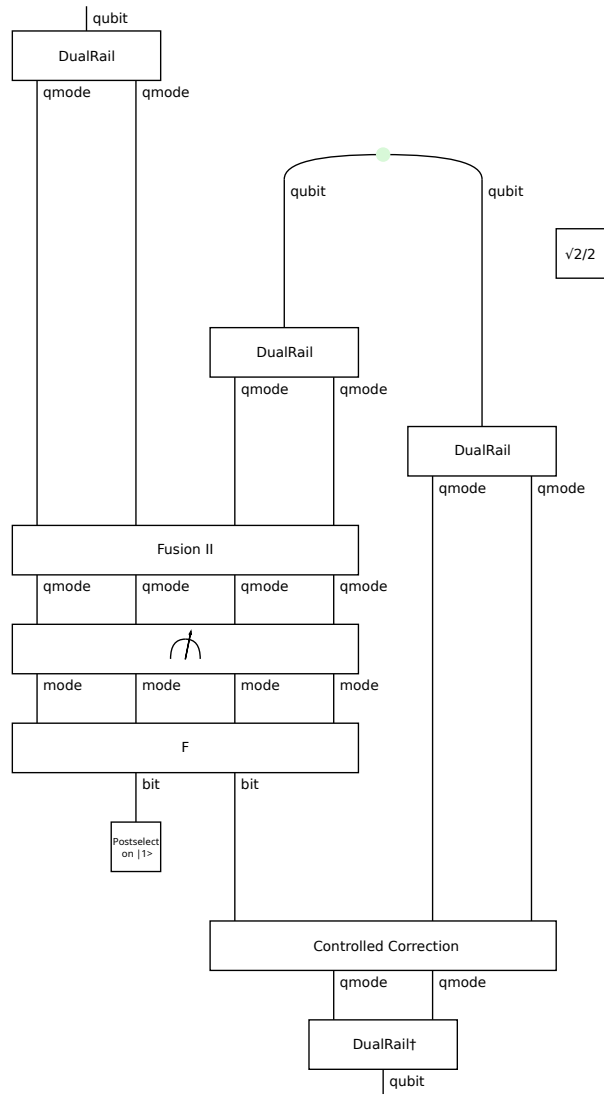 qubit
DualRail
qmode qmode
qubit qubit
√2/2
DualRail
qmode qmode
DualRail
qmode qmode
Fusion II
qmode qmode qmode qmode
mode mode mode mode
F
bit bit
Postselect
on |1>
Controlled Correction
qmode qmode
DualRail†
qubit